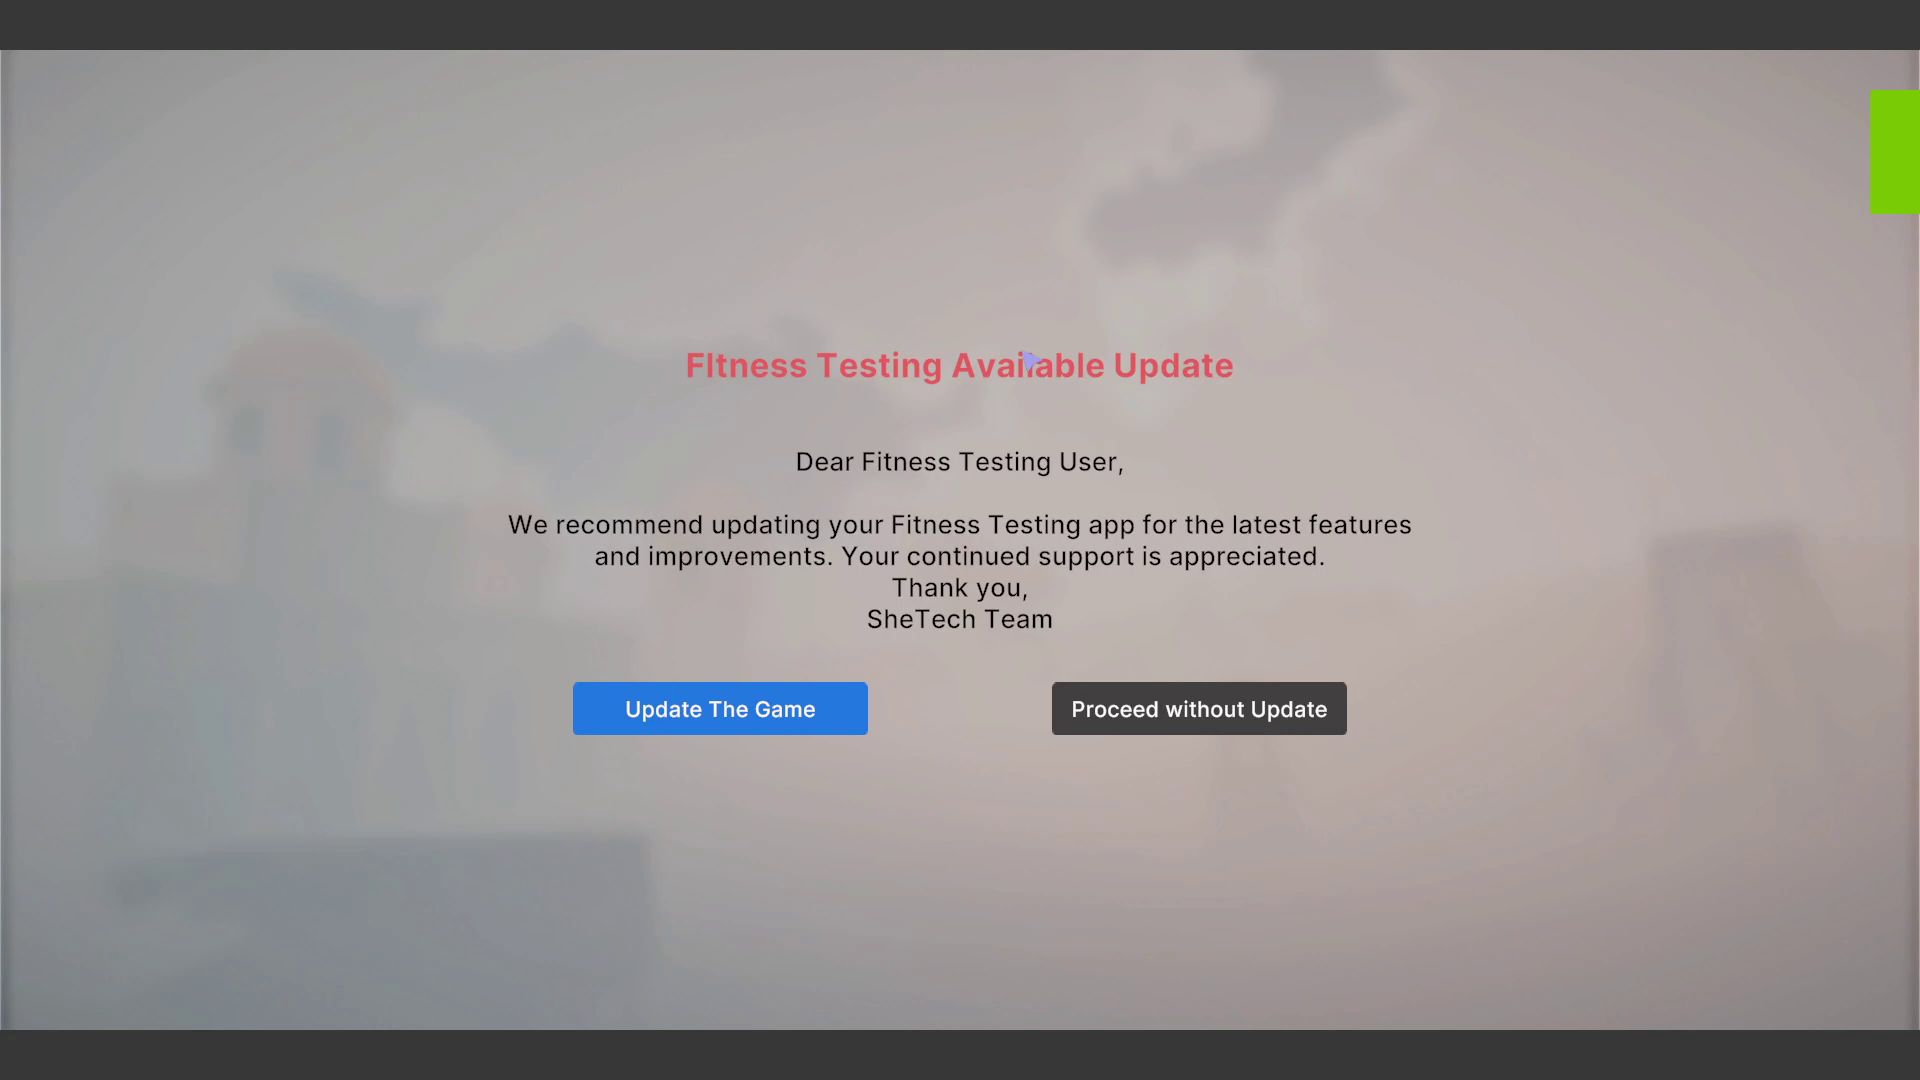 FItness Testing Available Update
Dear Fitness Testing User,
We recommend updating your Fitness Testing app for the latest features
and improvements. Your continued support is appreciated.
Thank you,
SheTech Team
Update The Game
Proceed without Update